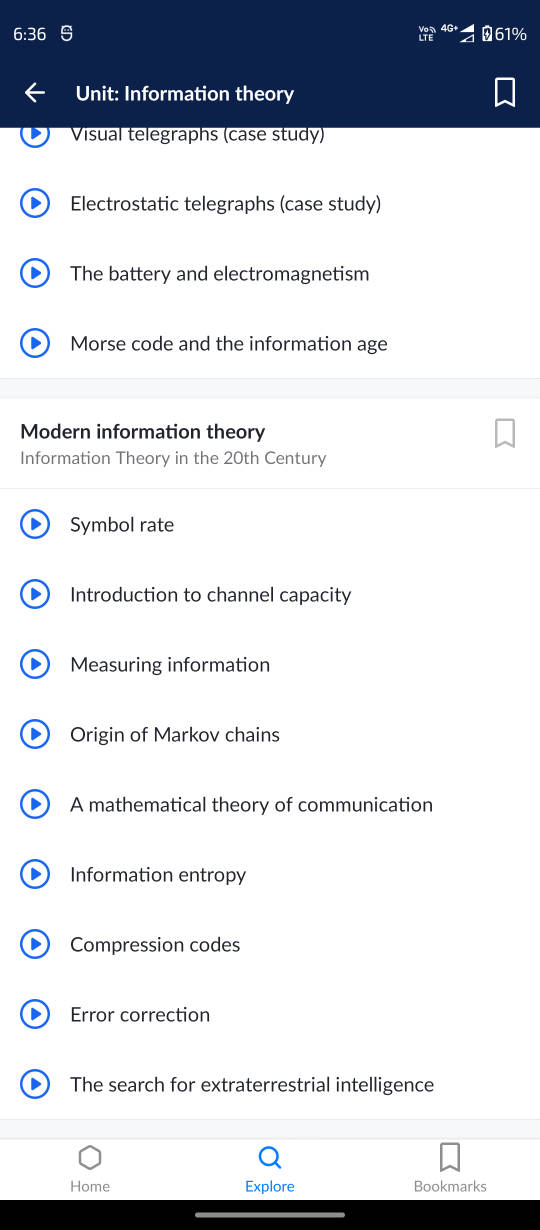 6:36
Vo))
LTE
4G+
61%
Unit: Information theory
Visual telegraphs (case study)
Electrostatic telegraphs (case study)
The battery and electromagnetism
Morse code and the information age
Modern information theory
Information Theory in the 20th Century
Symbol rate
Introduction to channel capacity
Measuring information
Origin of Markov chains
A mathematical theory of communication
Information entropy
Compression codes
Error correction
The search for extraterrestrial intelligence
Home
Explore
Bookmarks